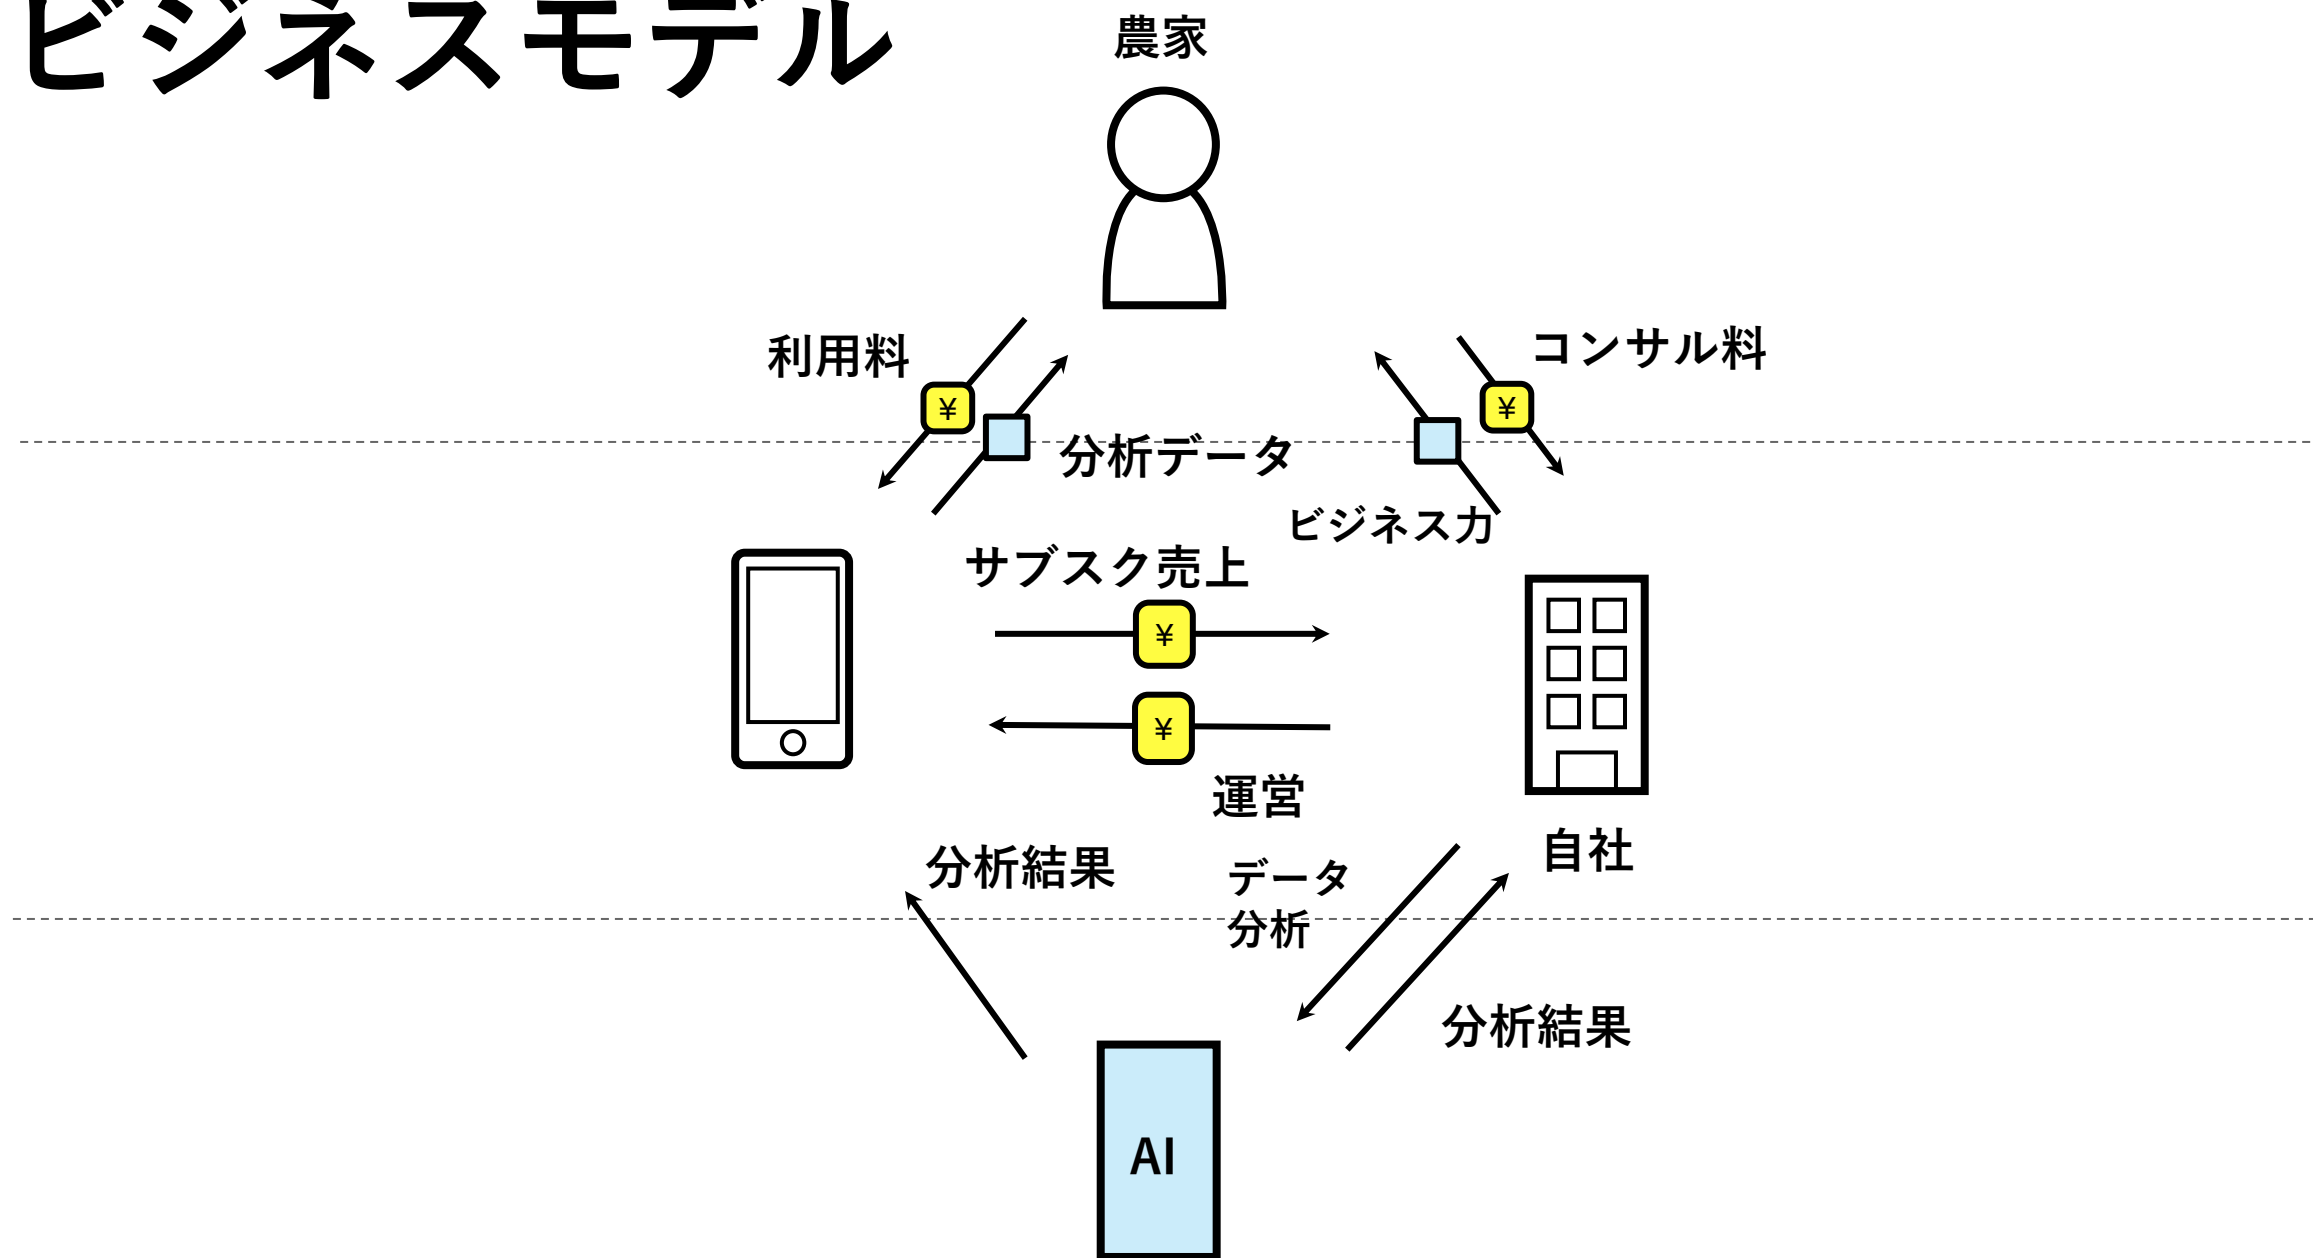 ビジネスモデル
農家
利用料
コンサル料
¥
¥
分析データ
ビジネス力
サブスク売上
¥
¥
運営
自社
分析結果
データ
分析
分析結果
AI